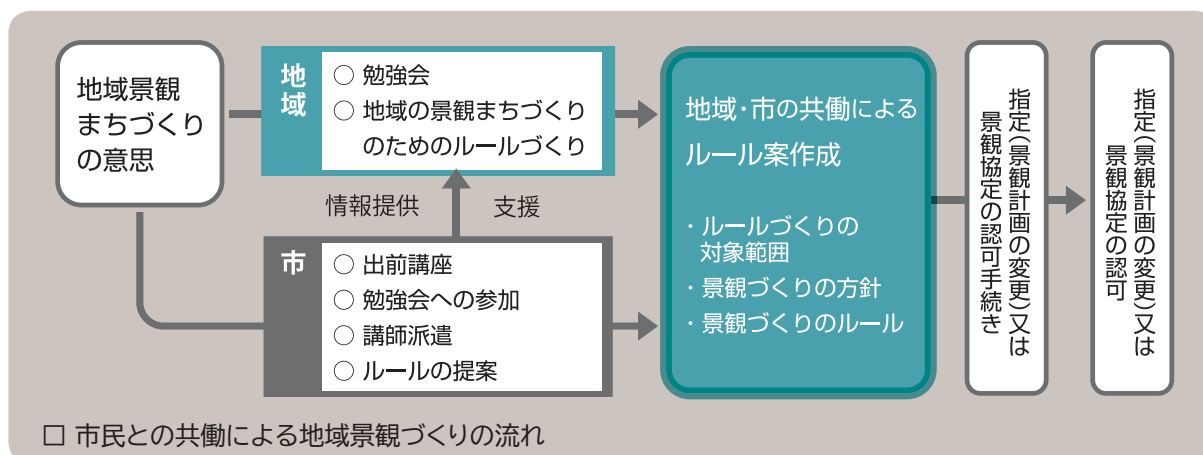 地域景観
まちづくり
の意思
地域
○ 勉強会
○ 地域の景観まちづくり
のためのルールづくり
情報提供
支援
市
○ 出前講座
○ 勉強会への参加
○ 講師派遣
○ ルールの提案
地域・市の共働による
ルール案作成
・ルールづくりの
対象範囲
・景観づくりの方針
・景観づくりのルール
指定(景観計画の変更)又は
景観協定の認可手続き
指定(景観計画の変更)又は
景観協定の認可
□ 市民との共働による地域景観づくりの流れ